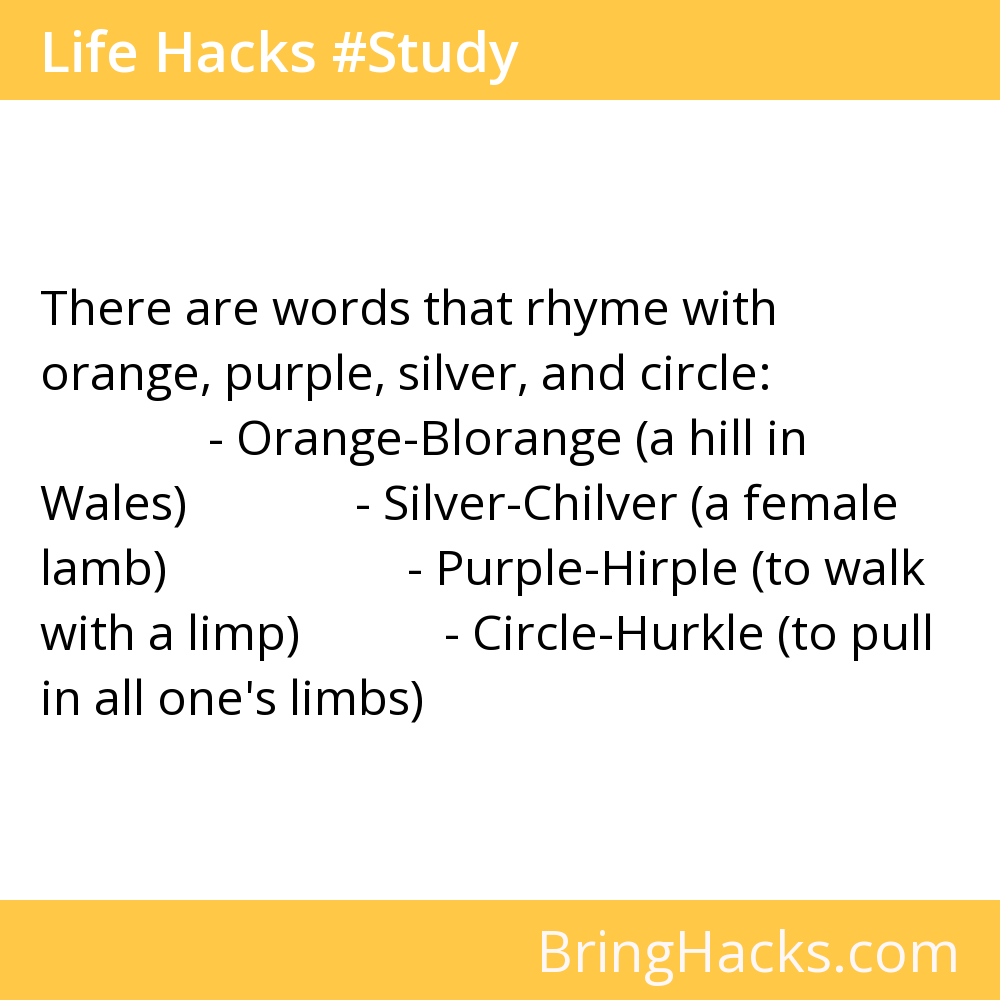 Life Hacks #Study
There are words that rhyme with
orange, purple, silver, and circle:
- Orange-Blorange (a hill in
Wales) - Silver-Chilver (a female
lamb) - Purple-Hirple (to walk
with a limp) - Circle-Hurkle (to pull
in all one's limbs)
BringHacks.com